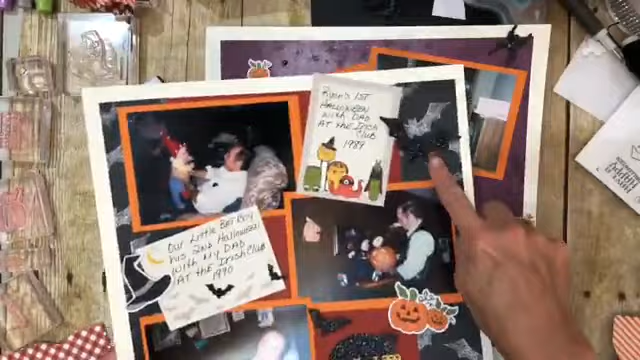 1ST
HALLOWEEN
WITH DAD
AT THE IRISH
CLUB
1989
OUR LITTLE BAT BOY
HIS 2ND HALLOWEEN
WITH MY DAD
AT THE IRISH CLUB
1990